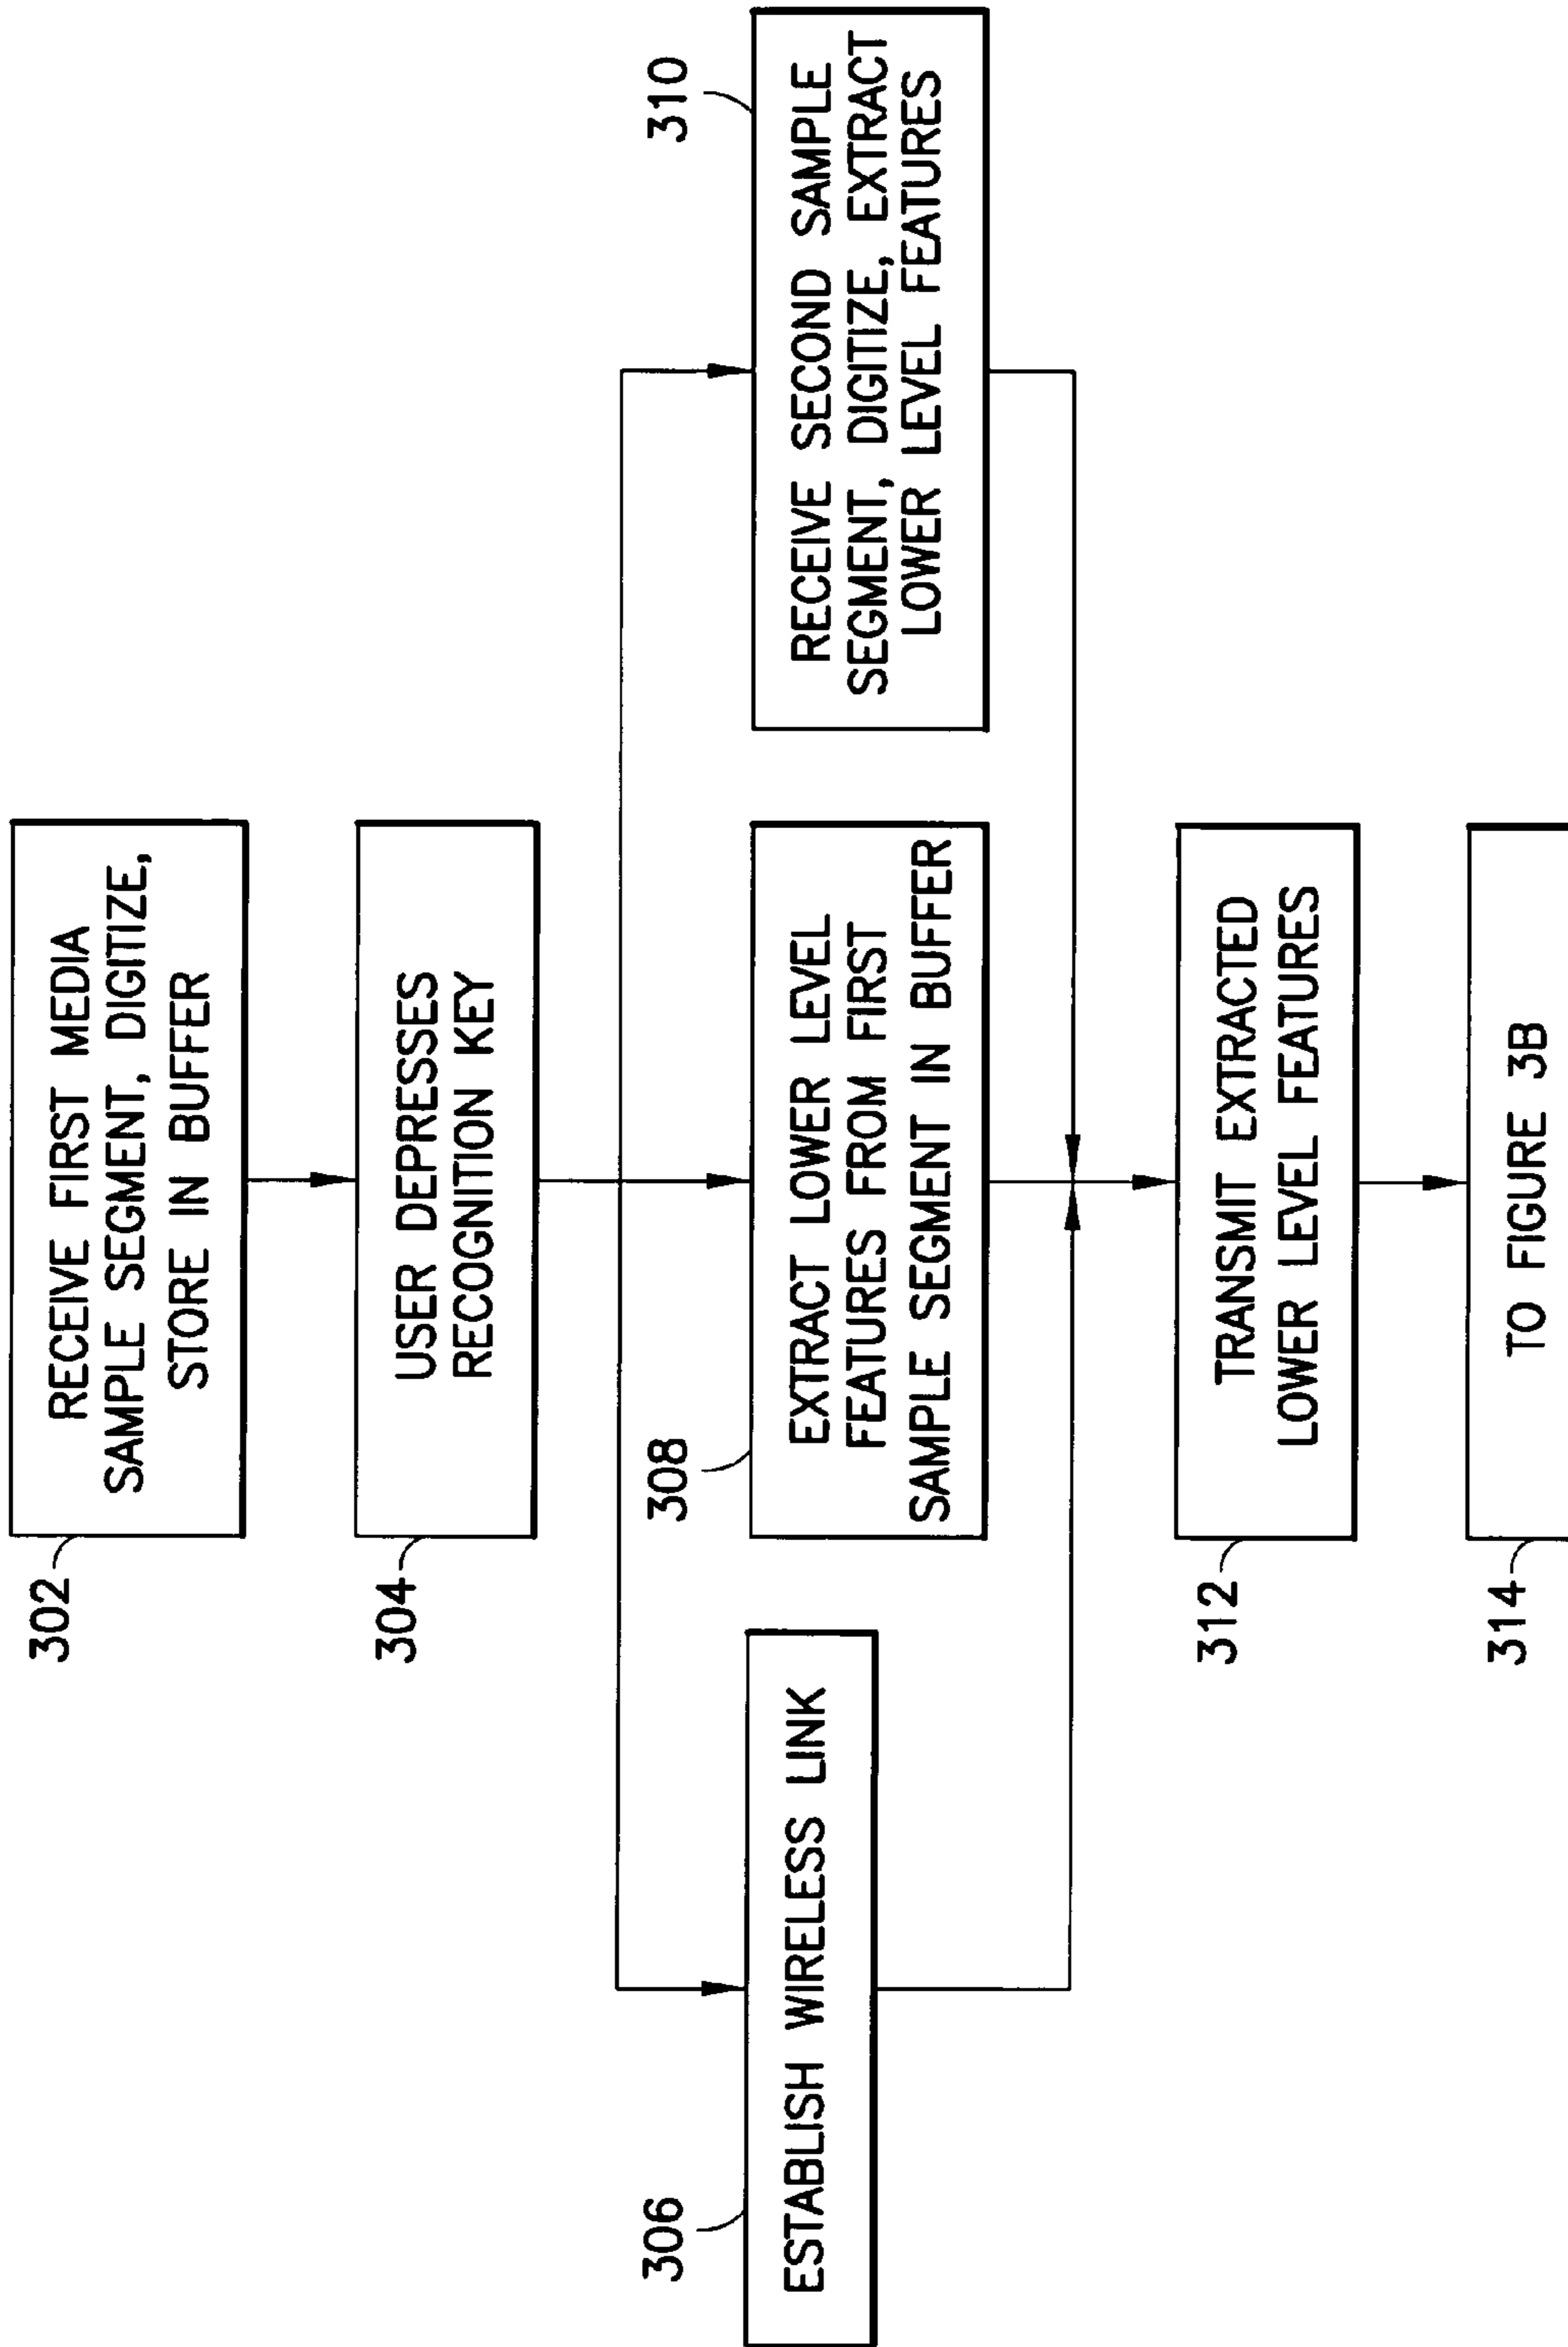 302
RECEIVE FIRST MEDIA
SAMPLE SEGMENT, DIGITIZE,
STORE IN BUFFER
304
USER DEPRESSES
RECOGNITION KEY
306
ESTABLISH WIRELESS LINK
308
EXTRACT LOWER LEVEL
FEATURES FROM FIRST
SAMPLE SEGMENT IN BUFFER
310
RECEIVE SECOND SAMPLE
SEGMENT, DIGITIZE, EXTRACT
LOWER LEVEL FEATURES
312
TRANSMIT EXTRACTED
LOWER LEVEL FEATURES
314
TO FIGURE 3B